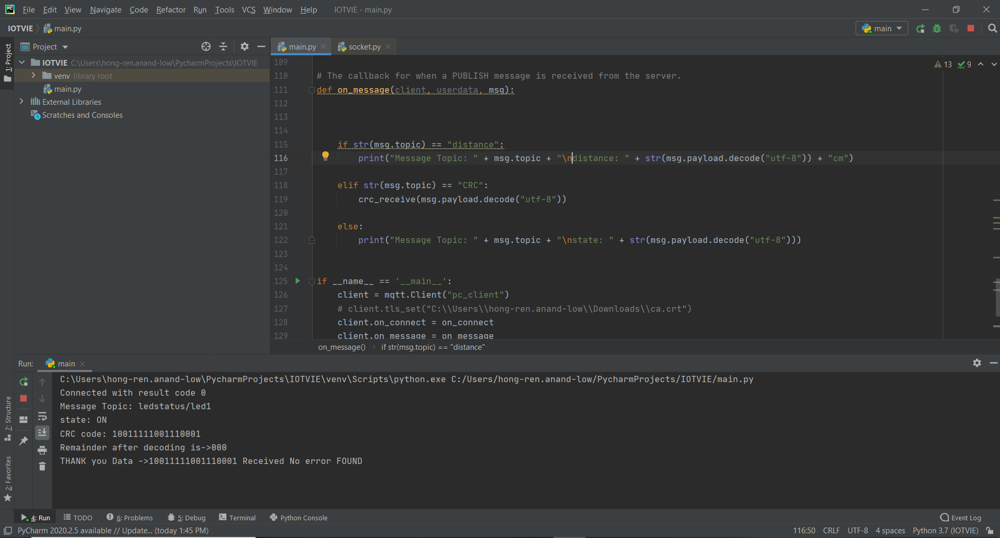 File Edit View Navigate Code Refactor Run Tools VCS Window Help IOTVIE - main.py
IOTVIE main.py main
1: Project
Project
main.py socket.py
IOTVIE C:\Users\hong-ren.anand-low\PycharmProjects\IOTVIE
venv library root
main.py
External Libraries
Scratches and Consoles
13 9
109
110 # The callback for when a PUBLISH message is received from the server.
111 def on_message(client, userdata, msg):
112
113
114
115 if str(msg.topic) == "distance":
116 print("Message Topic: " + msg.topic + "\ndistance: " + str(msg.payload.decode("utf-8")) + "cm")
117
118 elif str(msg.topic) == "CRC":
119 crc_receive(msg.payload.decode("utf-8"))
120
121 else:
122 print("Message Topic: " + msg.topic + "\nstate: " + str(msg.payload.decode("utf-8")))
123
124
125 if __name__ == '__main__':
126 client = mqtt.Client("pc_client")
127 # client.tls_set("C:\\Users\\hong-ren.anand-low\\Downloads\\ca.crt")
128 client.on_connect = on_connect
129 client.on_message = on_message
on_message() › if str(msg.topic) == "distance"
Run: main
C:\Users\hong-ren.anand-low\PycharmProjects\IOTVIE\venv\Scripts\python.exe C:/Users/hong-ren.anand-low/PycharmProjects/IOTVIE/main.py
Connected with result code 0
Message Topic: ledstatus/led1
state: ON
CRC code: 10011111001110001
Remainder after decoding is->000
THANK you Data ->10011111001110001 Received No error FOUND
7: Structure
2: Favorites
4: Run TODO 6: Problems 5: Debug Terminal Python Console Event Log
PyCharm 2020.2.5 available // Update... (today 1:45 PM) 116:50 CRLF UTF-8 4 spaces Python 3.7 (IOTVIE)